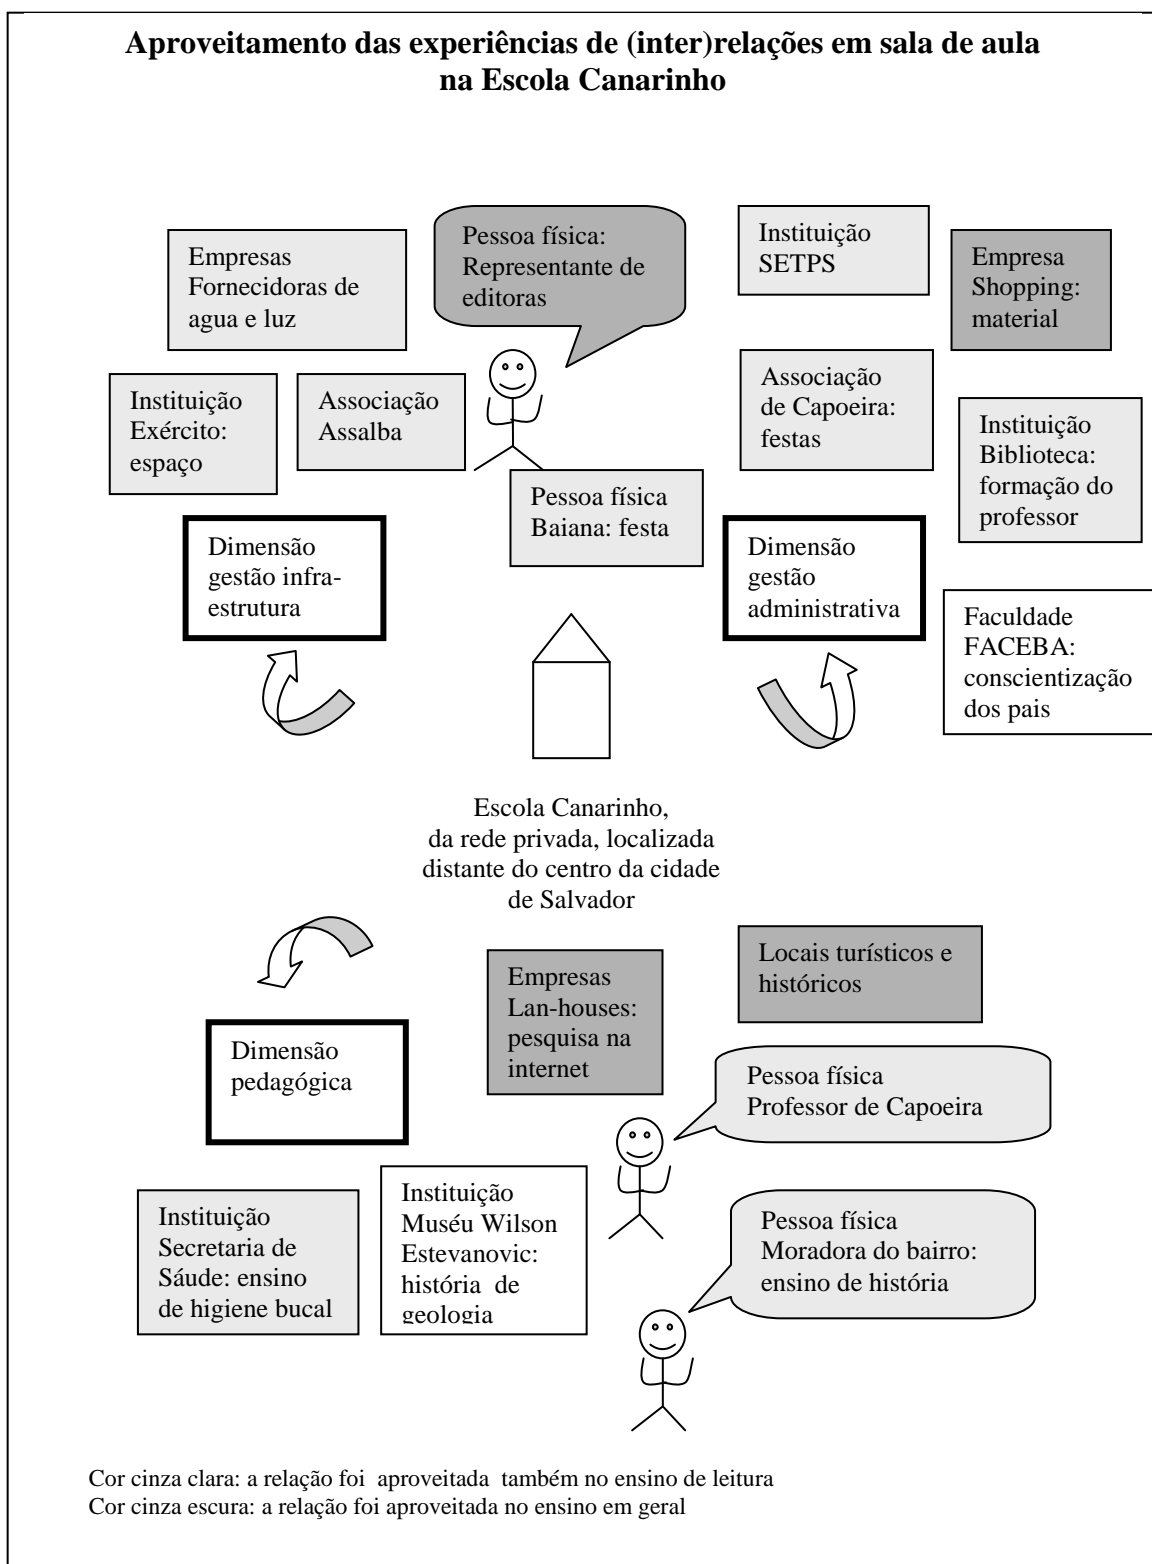 Aproveitamento das experiências de (inter)relações em sala de aula
na Escola Canarinho
Empresas
Fornecidoras de
agua e luz
Pessoa física:
Representante de
editoras
Instituição
SETPS
Empresa
Shopping:
material
Instituição
Exército:
espaço
Associação
Assalba
Associação
de Capoeira:
festas
Instituição
Biblioteca:
formação do
professor
Pessoa física
Baiana: festa
Dimensão
gestão infra-
estrutura
Dimensão
gestão
administrativa
Faculdade
FACEBA:
conscientização
dos pais
Escola Canarinho,
da rede privada, localizada
distante do centro da cidade
de Salvador
Empresas
Lan-houses:
pesquisa na
internet
Locais turísticos e
históricos
Dimensão
pedagógica
Pessoa física
Professor de Capoeira
Instituição
Secretaria de
Sáude: ensino
de higiene bucal
Instituição
Muséu Wilson
Estevanovic:
história  de
geologia
Pessoa física
Moradora do bairro:
ensino de história
Cor cinza clara: a relação foi  aproveitada  também no ensino de leitura
Cor cinza escura: a relação foi aproveitada no ensino em geral